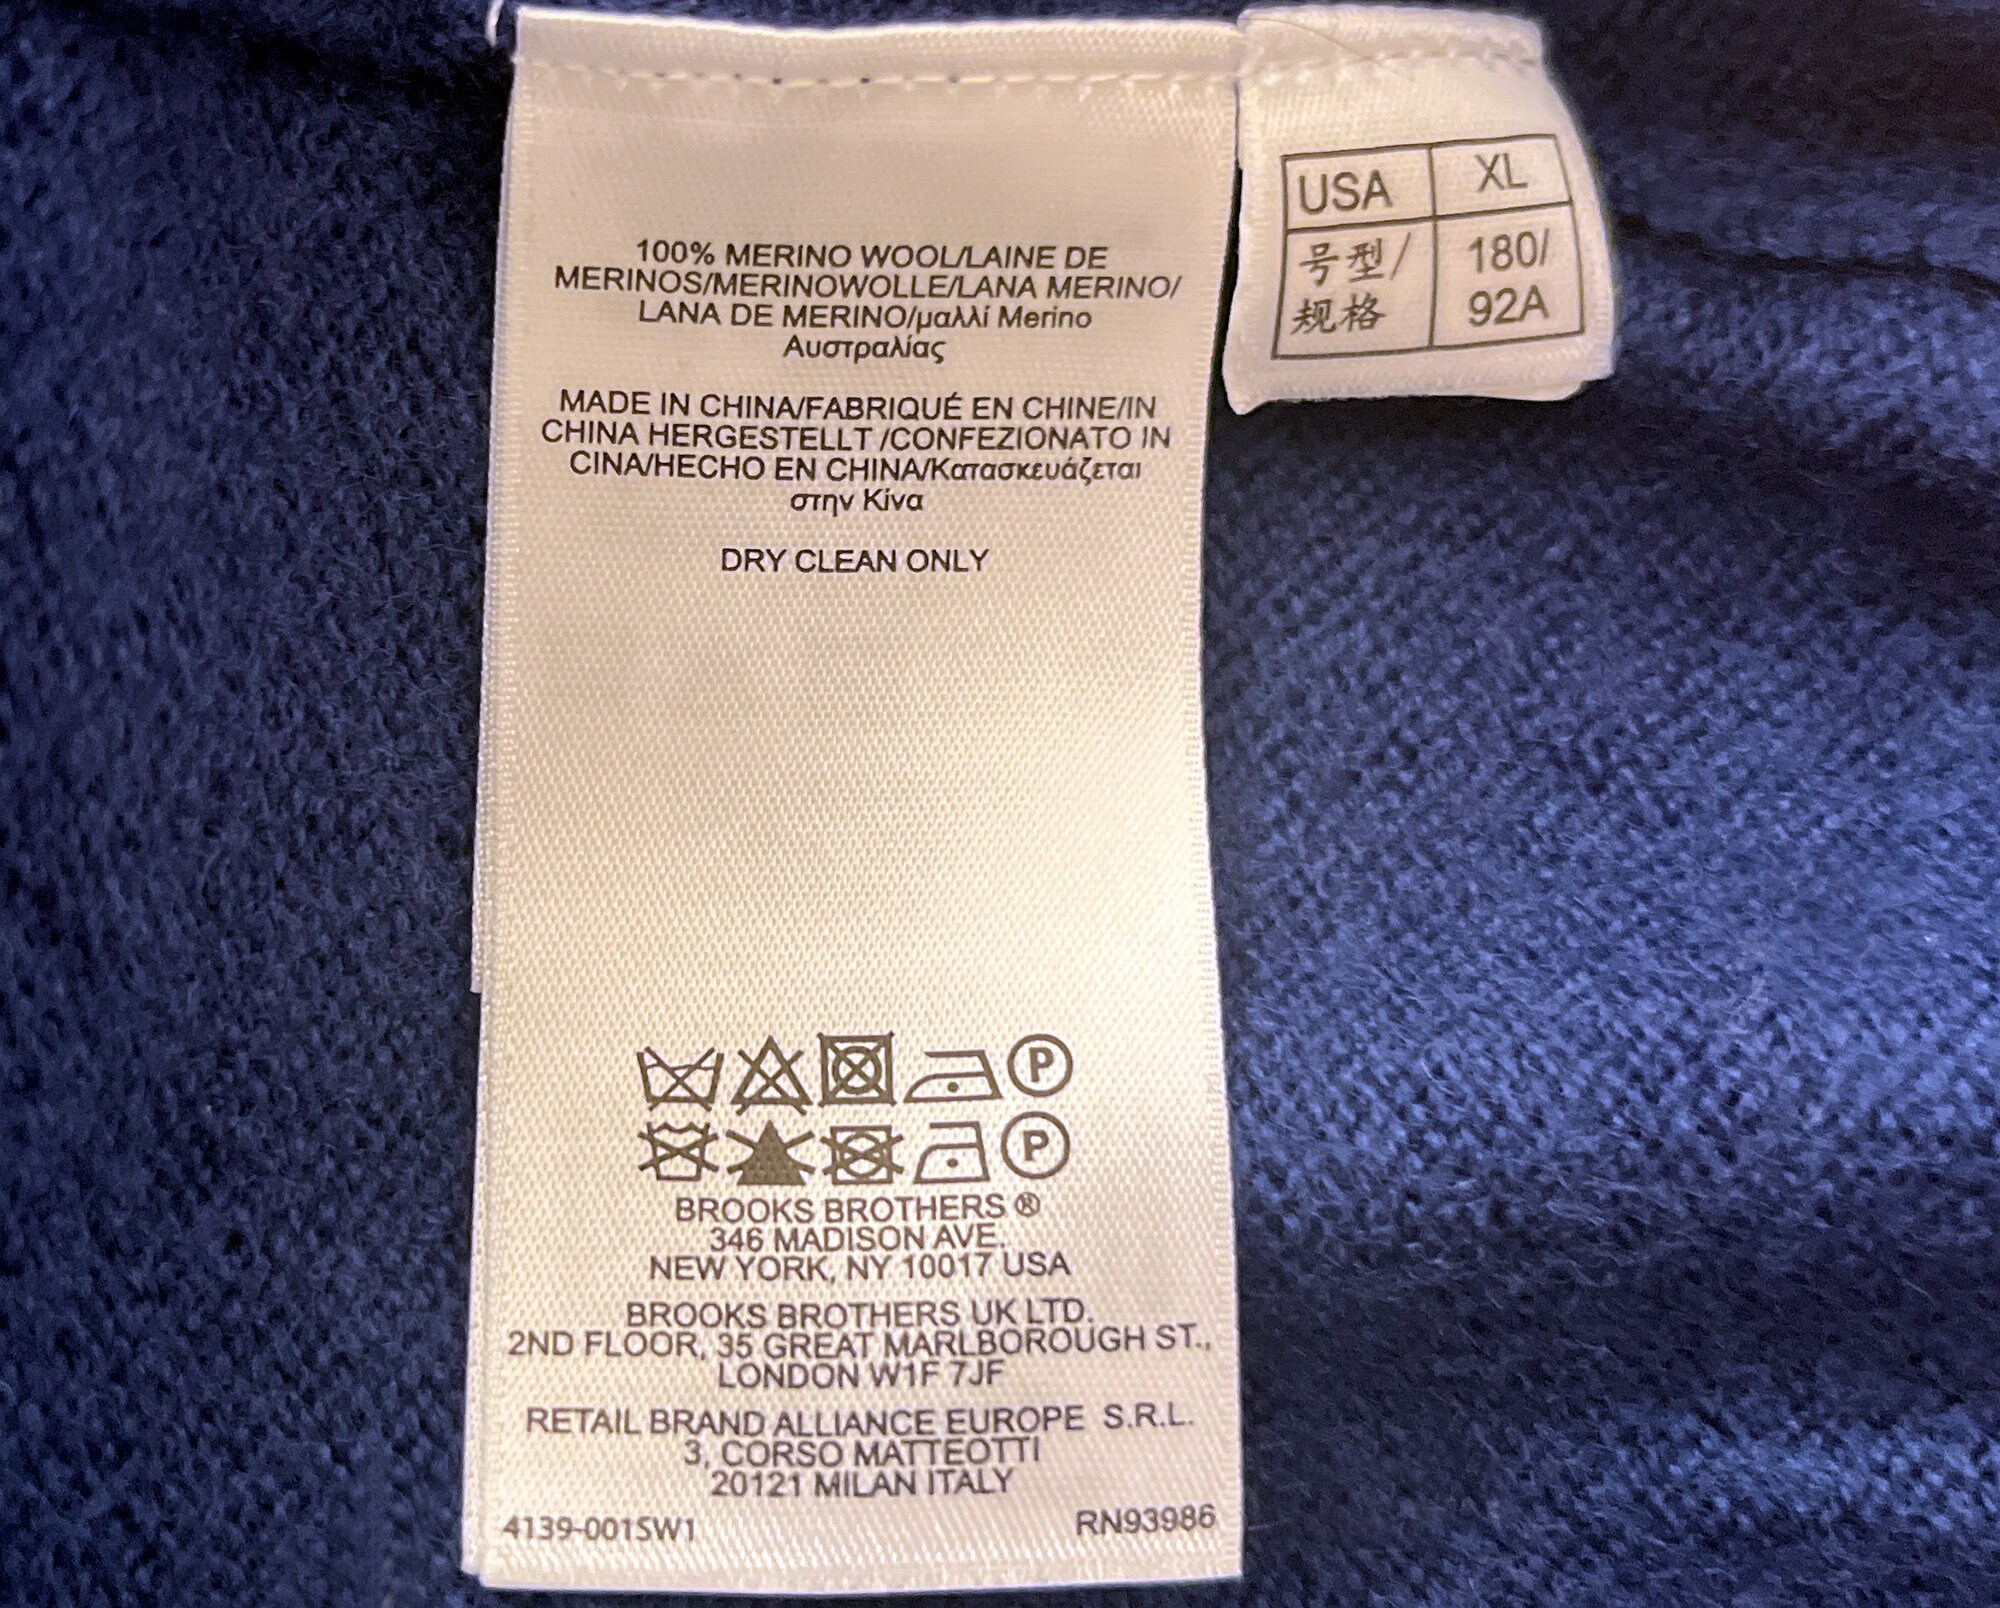 100% MERINO WOOL/LAINE DE
MERINOS/MERINOWOLLE/LANA MERINO/
LANA DE MERINO/μαλλί Merino
Αυστραλίας
MADE IN CHINA/FABRIQUÉ EN CHINE/IN
CHINA HERGESTELLT /CONFEZIONATO IN
CINA/HECHO EN CHINA/Κατασκευάζεται
στην Κίνα
DRY CLEAN ONLY
P
P
BROOKS BROTHERS ®
346 MADISON AVE.
NEW YORK, NY 10017 USA
BROOKS BROTHERS UK LTD.
2ND FLOOR, 35 GREAT MARLBOROUGH ST.,
LONDON W1F 7JF
RETAIL BRAND ALLIANCE EUROPE S.R.L.
3, CORSO MATTEOTTI
20121 MILAN ITALY
4139-001SW1 RN93986
USA XL
号型/ 180/
规格 92A